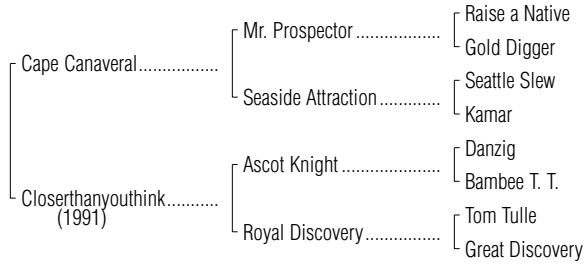 Raise a Native
Mr. Prospector ..................
Gold Digger
Cape Canaveral.................
Seattle Slew
Seaside Attraction .............
Kamar
Danzig
Ascot Knight .....................
Bambee T. T.
Closerthanyouthink...........
(1991)
Tom Tulle
Royal Discovery.................
Great Discovery